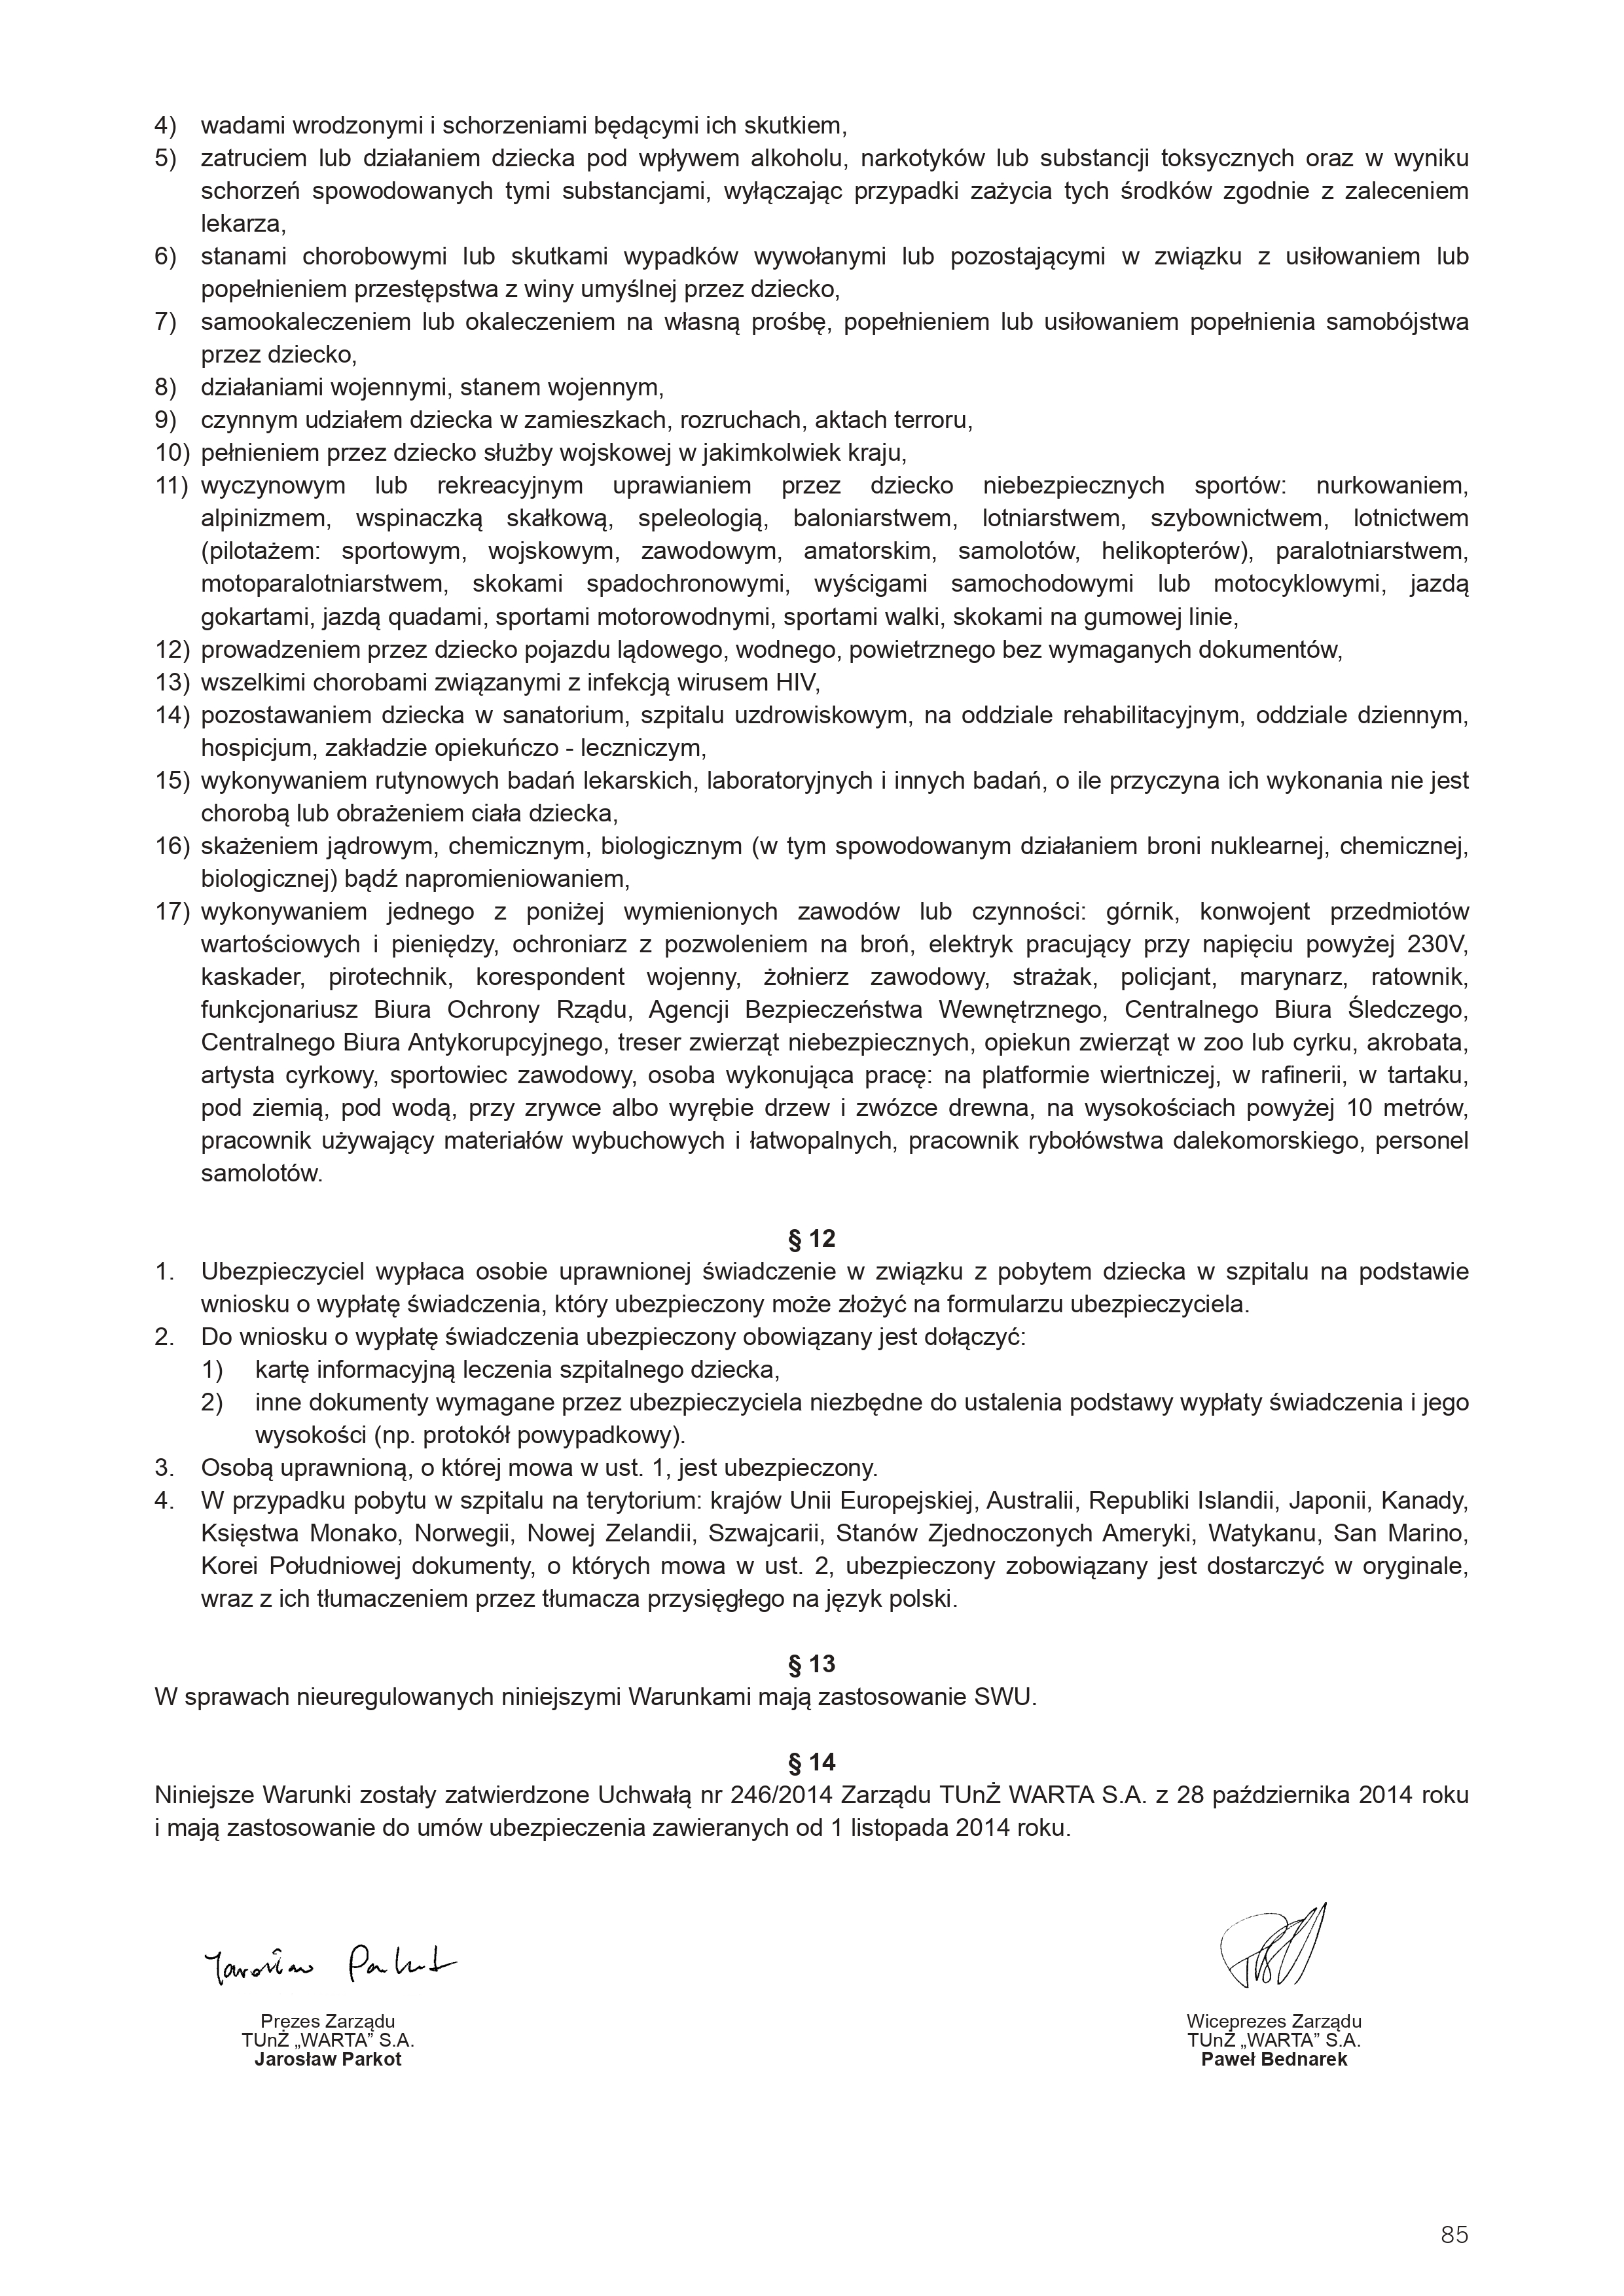 4) wadami wrodzonymi i schorzeniami będącymi ich skutkiem,
5) zatruciem lub działaniem dziecka pod wpływem alkoholu, narkotyków lub substancji toksycznych oraz w wyniku
schorzeń spowodowanych tymi substancjami, wyłączając przypadki zażycia tych środków zgodnie z zaleceniem
lekarza,
6) stanami chorobowymi lub skutkami wypadków wywołanymi lub pozostającymi w związku z usiłowaniem lub
popełnieniem przestępstwa z winy umyślnej przez dziecko,
7) samookaleczeniem lub okaleczeniem na własną prośbę, popełnieniem lub usiłowaniem popełnienia samobójstwa
przez dziecko,
8) działaniami wojennymi, stanem wojennym,
9) czynnym udziałem dziecka w zamieszkach, rozruchach, aktach terroru,
10) pełnieniem przez dziecko służby wojskowej w jakimkolwiek kraju,
11) wyczynowym lub rekreacyjnym uprawianiem przez dziecko niebezpiecznych sportów: nurkowaniem,
alpinizmem, wspinaczką skałkową, speleologią, baloniarstwem, lotniarstwem, szybownictwem, lotnictwem
(pilotażem: sportowym, wojskowym, zawodowym, amatorskim, samolotów, helikopterów), paralotniarstwem,
motoparalotniarstwem, skokami spadochronowymi, wyścigami samochodowymi lub motocyklowymi, jazdą
gokartami, jazdą quadami, sportami motorowodnymi, sportami walki, skokami na gumowej linie,
12) prowadzeniem przez dziecko pojazdu lądowego, wodnego, powietrznego bez wymaganych dokumentów,
13) wszelkimi chorobami związanymi z infekcją wirusem HIV,
14) pozostawaniem dziecka w sanatorium, szpitalu uzdrowiskowym, na oddziale rehabilitacyjnym, oddziale dziennym,
hospicjum, zakładzie opiekuńczo - leczniczym,
15) wykonywaniem rutynowych badań lekarskich, laboratoryjnych i innych badań, o ile przyczyna ich wykonania nie jest
chorobą lub obrażeniem ciała dziecka,
16) skażeniem jądrowym, chemicznym, biologicznym (w tym spowodowanym działaniem broni nuklearnej, chemicznej,
biologicznej) bądź napromieniowaniem,
17) wykonywaniem jednego z poniżej wymienionych zawodów lub czynności: górnik, konwojent przedmiotów
wartościowych i pieniędzy, ochroniarz z pozwoleniem na broń, elektryk pracujący przy napięciu powyżej 230V,
kaskader, pirotechnik, korespondent wojenny, żołnierz zawodowy, strażak, policjant, marynarz, ratownik,
funkcjonariusz Biura Ochrony Rządu, Agencji Bezpieczeństwa Wewnętrznego, Centralnego Biura Śledczego,
Centralnego Biura Antykorupcyjnego, treser zwierząt niebezpiecznych, opiekun zwierząt w zoo lub cyrku, akrobata,
artysta cyrkowy, sportowiec zawodowy, osoba wykonująca pracę: na platformie wiertniczej, w rafinerii, w tartaku,
pod ziemią, pod wodą, przy zrywce albo wyrębie drzew i zwózce drewna, na wysokościach powyżej 10 metrów,
pracownik używający materiałów wybuchowych i łatwopalnych, pracownik rybołówstwa dalekomorskiego, personel
samolotów.
§ 12
1. Ubezpieczyciel wypłaca osobie uprawnionej świadczenie w związku z pobytem dziecka w szpitalu na podstawie
wniosku o wypłatę świadczenia, który ubezpieczony może złożyć na formularzu ubezpieczyciela.
2. Do wniosku o wypłatę świadczenia ubezpieczony obowiązany jest dołączyć:
1) kartę informacyjną leczenia szpitalnego dziecka,
2) inne dokumenty wymagane przez ubezpieczyciela niezbędne do ustalenia podstawy wypłaty świadczenia i jego
wysokości (np. protokół powypadkowy).
3. Osobą uprawnioną, o której mowa w ust. 1, jest ubezpieczony.
4. W przypadku pobytu w szpitalu na terytorium: krajów Unii Europejskiej, Australii, Republiki Islandii, Japonii, Kanady,
Księstwa Monako, Norwegii, Nowej Zelandii, Szwajcarii, Stanów Zjednoczonych Ameryki, Watykanu, San Marino,
Korei Południowej dokumenty, o których mowa w ust. 2, ubezpieczony zobowiązany jest dostarczyć w oryginale,
wraz z ich tłumaczeniem przez tłumacza przysięgłego na język polski.
§ 13
W sprawach nieuregulowanych niniejszymi Warunkami mają zastosowanie SWU.
§ 14
Niniejsze Warunki zostały zatwierdzone Uchwałą nr 246/2014 Zarządu TUnŻ WARTA S.A. z 28 października 2014 roku
i mają zastosowanie do umów ubezpieczenia zawieranych od 1 listopada 2014 roku.
Jarosław Parkot
Prezes Zarządu
TUnŻ „WARTA” S.A.
Jarosław Parkot
Wiceprezes Zarządu
TUnŻ „WARTA” S.A.
Paweł Bednarek
85